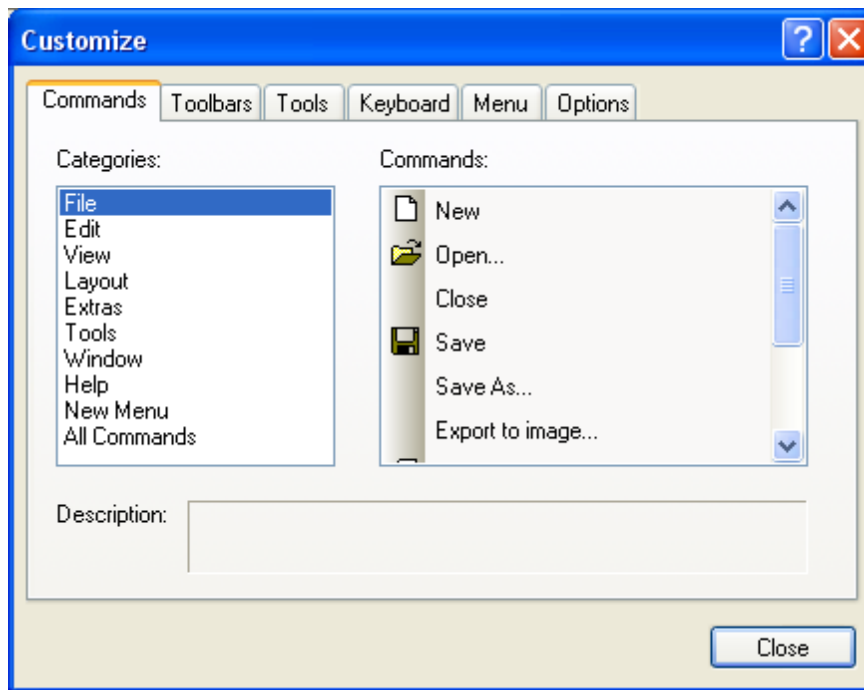 Customize
Commands Toolbars Tools Keyboard Menu Options
Categories:
File
Edit
View
Layout
Extras
Tools
Window
Help
New Menu
All Commands
Commands:
New
Open...
Close
Save
Save As...
Export to image...
Description:
Close